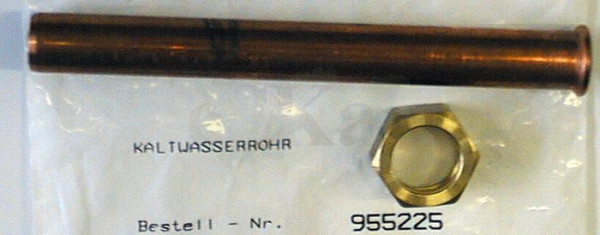 KALTWASSERROHR
Bestell - Nr. 955225